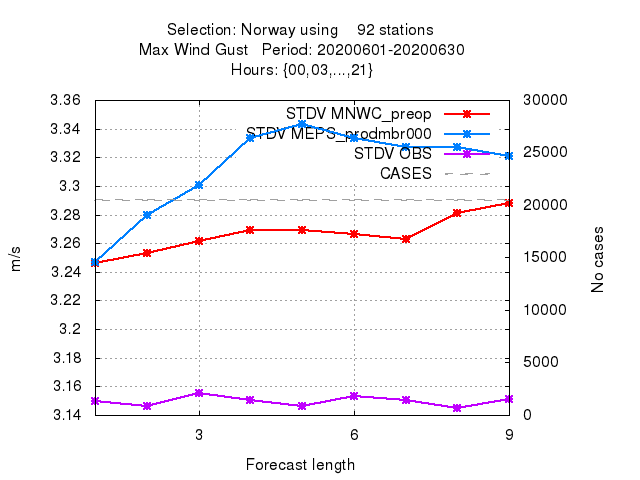 Selection: Norway using 92 stations
Max Wind Gust Period: 20200601-20200630
Hours: {00,03,...,21}
STDV MNWC_preop
STDV MEPS_prodmbr000
STDV OBS
CASES
3.36
3.34
3.32
3.3
3.28
3.26
3.24
3.22
3.2
3.18
3.16
3.14
m/s
30000
25000
20000
15000
10000
5000
0
No cases
3 6 9
Forecast length